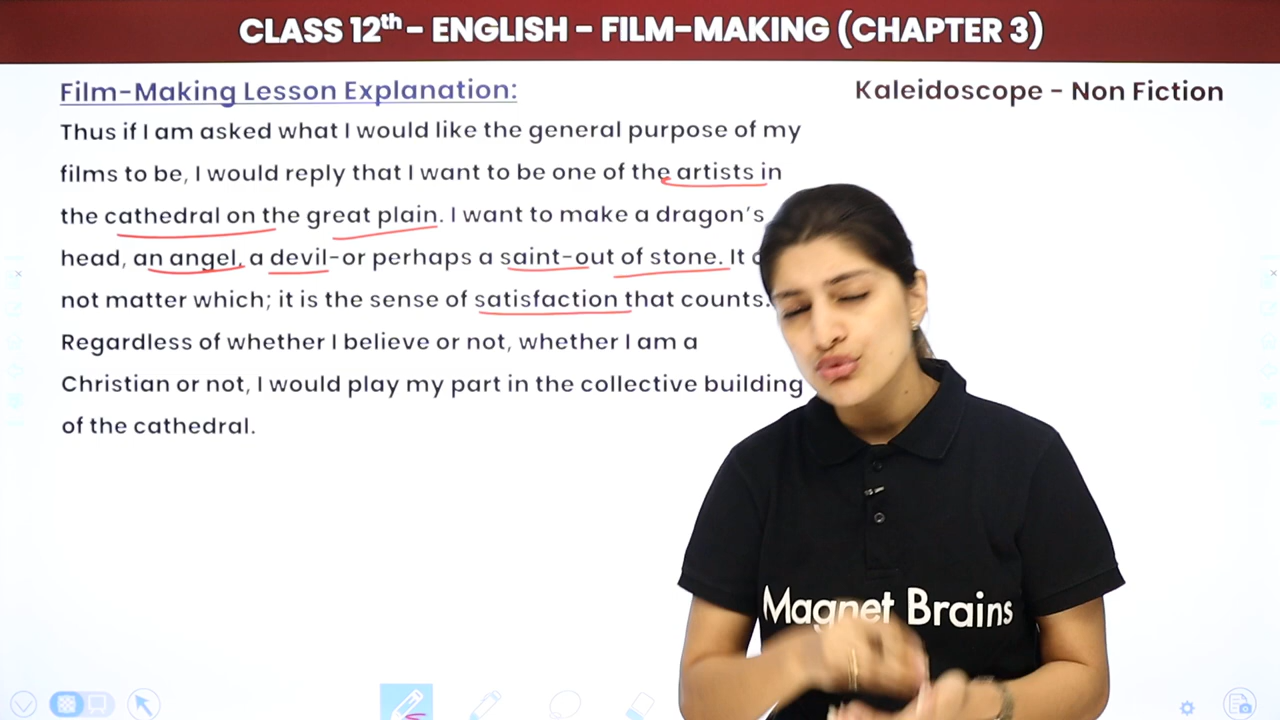 CLASS 12th - ENGLISH - FILM-MAKING (CHAPTER 3)
Film-Making Lesson Explanation:
Kaleidoscope - Non Fiction
Thus if I am asked what I would like the general purpose of my
films to be, I would reply that I want to be one of the artists in
the cathedral on the great plain. I want to make a dragon's
head, an angel, a devil-or perhaps a saint-out of stone. It
not matter which; it is the sense of satisfaction that counts.
Regardless of whether I believe or not, whether I am a
Christian or not, I would play my part in the collective building
of the cathedral.
Magnet Brains